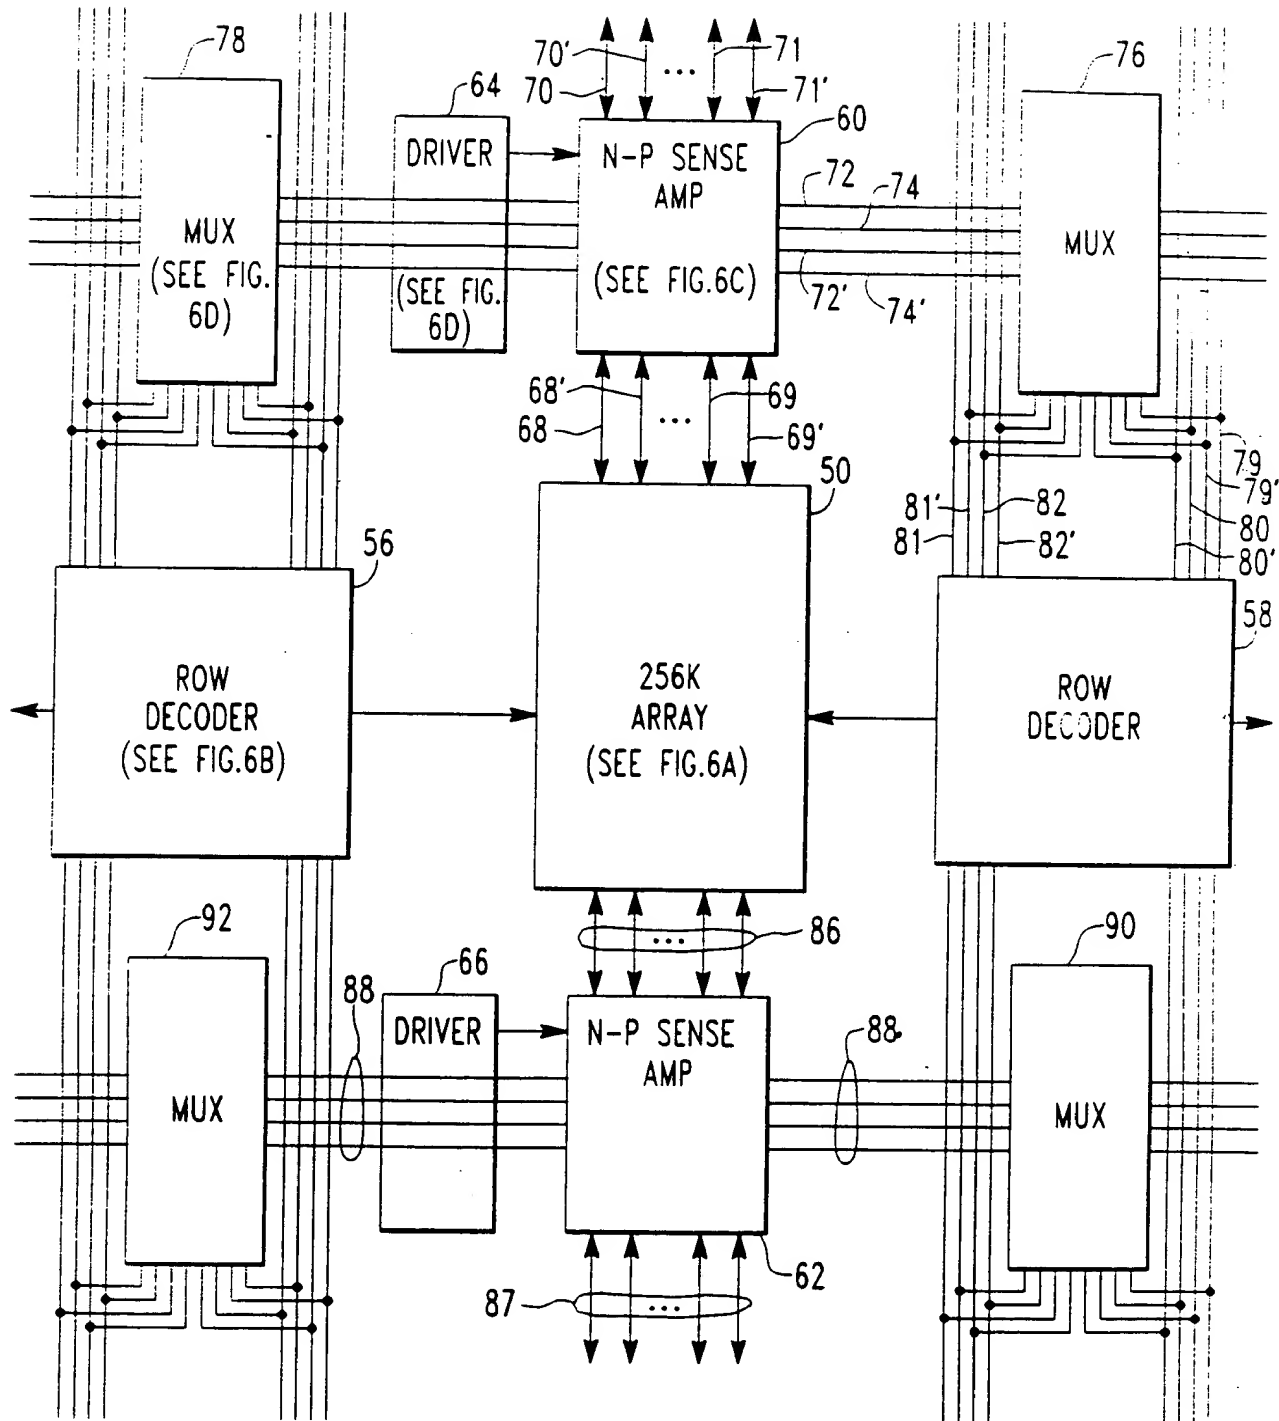 78
70'
71
76
70
71'
64
60
DRIVER
N-P SENSE
AMP
72
74
MUX
(SEE FIG.
6D)
(SEE FIG.
6D)
(SEE FIG.6C)
72'
74'
MUX
68'
69
68
69'
79
79'
50
81'
82
80
81
82'
80'
56
58
ROW
DECODER
(SEE FIG.6B)
256K
ARRAY
(SEE FIG.6A)
ROW
DECODER
92
86
90
88
66
88
DRIVER
N-P SENSE
AMP
MUX
MUX
62
87